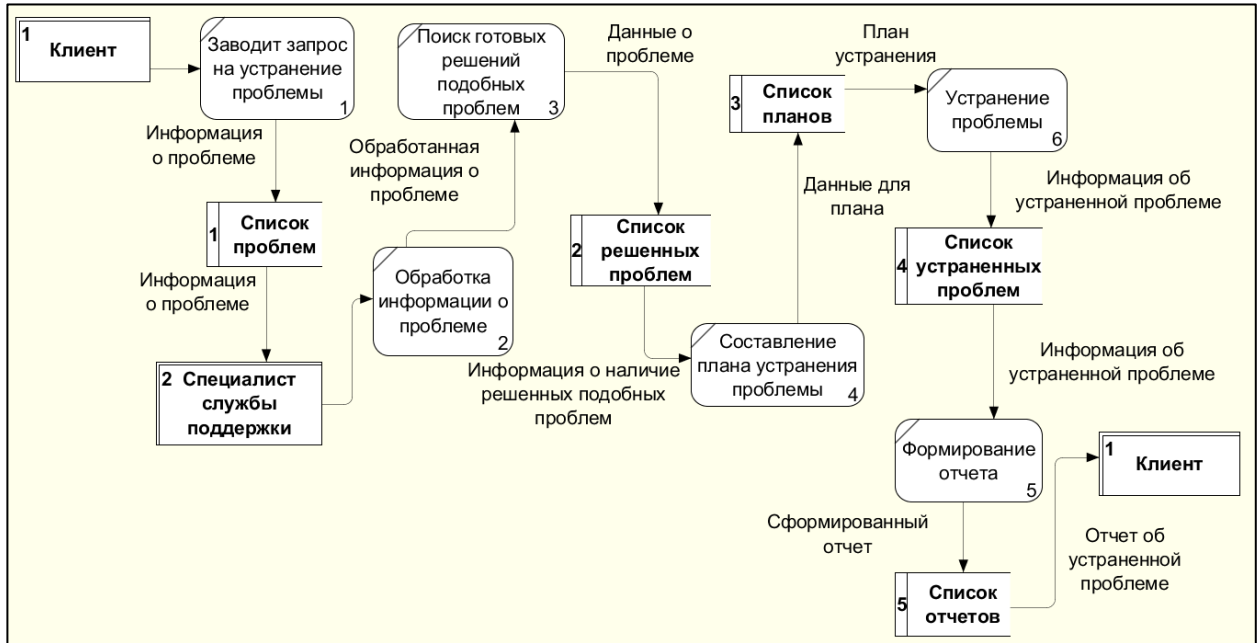 1
Клиент
Заводит запрос
на устранение
проблемы
1
Информация
о проблеме
1
Список
проблем
Информация
о проблеме
2 Специалист
службы
поддержки
Обработка
информации о
проблеме
2
Обработанная
информация о
проблеме
Поиск готовых
решений
подобных
проблем
3
Данные о
проблеме
2
Список
решенных
проблем
Информация о наличие
решенных подобных
проблем
Составление
плана устранения
проблемы
4
Данные для
плана
3
Список
планов
План
устранения
Устранение
проблемы
6
Информация об
устраненной проблеме
4
Список
устраненных
проблем
Информация об
устраненной проблеме
Формирование
отчета
5
Сформированный
отчет
5
Список
отчетов
Отчет об
устраненной
проблеме
1
Клиент